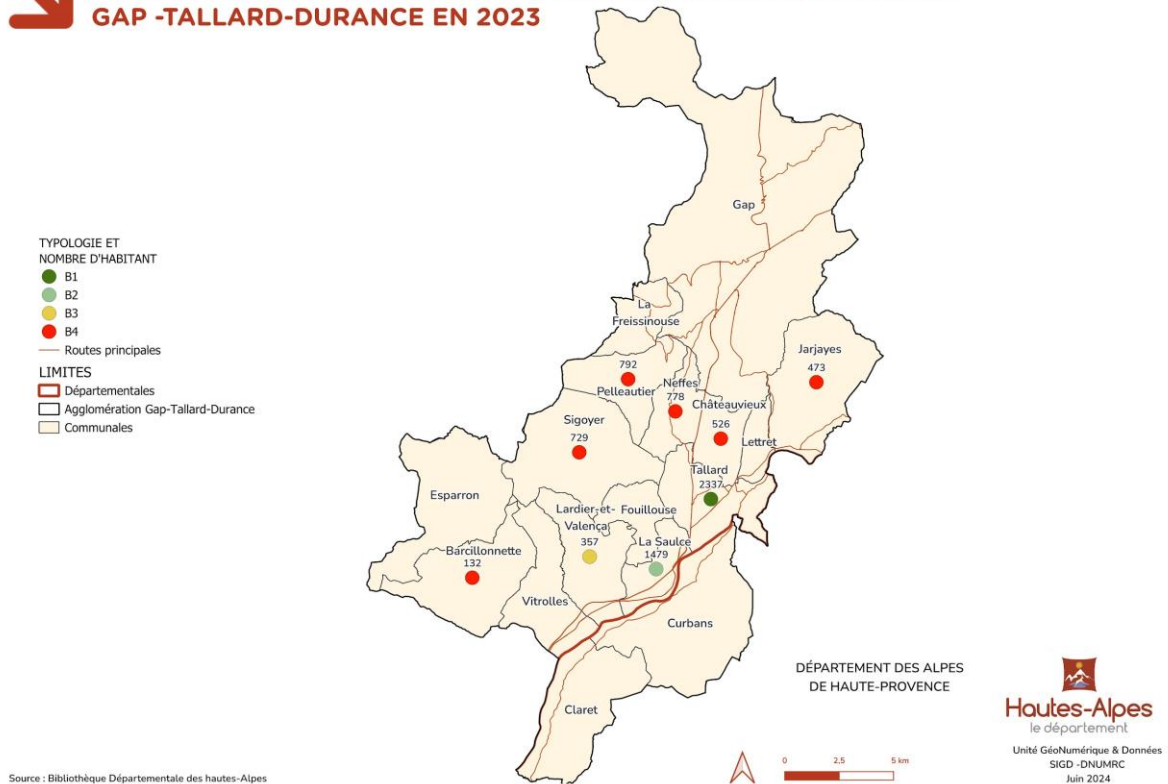 GAP -TALLARD-DURANCE EN 2023
Gap
TYPOLOGIE ET
NOMBRE D'HABITANT
B1
B2
B3
B4
Routes principales
LIMITES
Départementales
Agglomération Gap-Tallard-Durance
Communales
La
Freissinouse
Jarjayes
473
792
Pelleautier
Neffes
778
Châteauvieux
526
Sigoyer
729
Lettret
Tallard
2337
Esparron
Lardier-et-
Valença
357
Fouillouse
La Saulce
1479
Barcillonnette
132
Vitrolles
Curbans
Claret
DÉPARTEMENT DES ALPES
DE HAUTE-PROVENCE
Hautes-Alpes
le département
Unité GéoNumérique & Données
SIGD -DNUMRC
Juin 2024
0 2,5 5 km
Source : Bibliothèque Départementale des hautes-Alpes